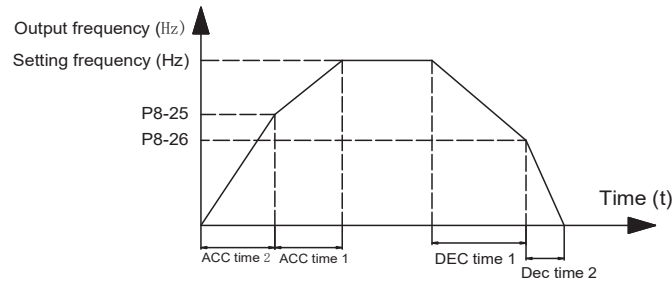 Output frequency (Hz)
Setting frequency (Hz)
P8-25
P8-26
Time (t)
ACC time 2
ACC time 1
DEC time 1
Dec time 2